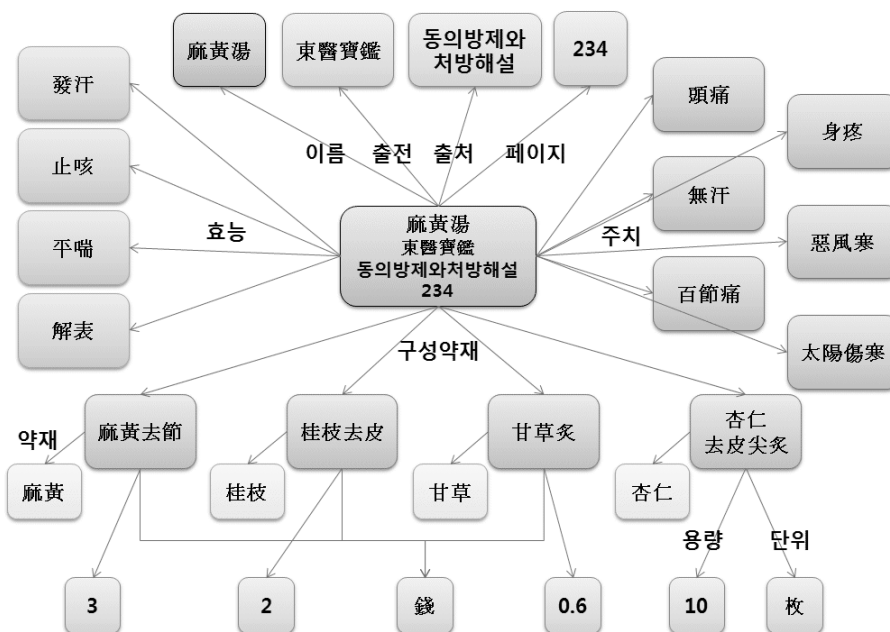 麻黃湯
東醫寶鑑
동의방제와
처방해설
234
發汗
頭痛
身疼
止咳
이름
출전
출처
페이지
無汗
平喘
효능
麻黃湯
東醫寶鑑
동의방제와처방해설
234
주치
惡風寒
百節痛
解表
太陽傷寒
구성약재
麻黃去節
桂枝去皮
甘草炙
杏仁
去皮尖炙
약재
麻黃
桂枝
甘草
杏仁
용량
단위
3
2
錢
0.6
10
枚